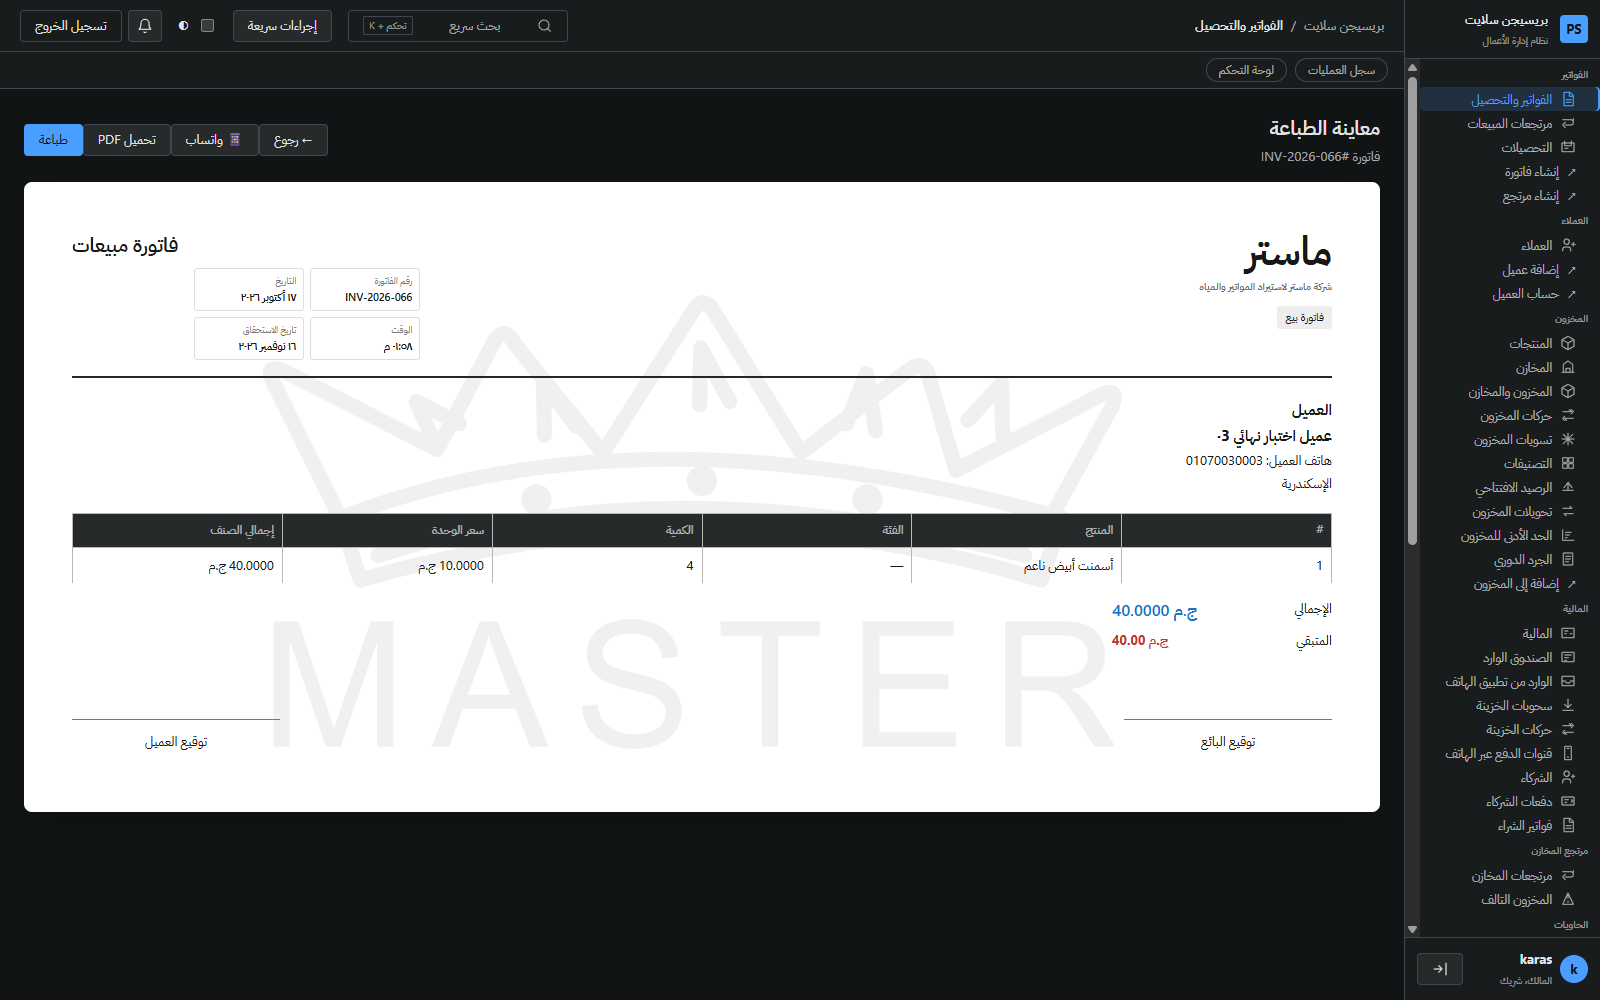 PS
بريسيجن سلايت
نظام إدارة الأعمال
بريسيجن سلايت / الفواتير والتحصيل
بحث سريع
تحكم + K
إجراءات سريعة
تسجيل الخروج
سجل العمليات
لوحة التحكم
الفواتير
الفواتير والتحصيل
مرتجعات المبيعات
التحصيلات
إنشاء فاتورة
إنشاء مرتجع
العملاء
العملاء
إضافة عميل
حساب العميل
المخزون
المنتجات
المخازن
المخزون والمخازن
حركات المخزون
تسويات المخزون
التصنيفات
الرصيد الافتتاحي
تحويلات المخزون
الحد الأدنى للمخزون
الجرد الدوري
إضافة إلى المخزون
المالية
المالية
الصندوق الوارد
الوارد من تطبيق الهاتف
سحوبات الخزينة
حركات الخزينة
قنوات الدفع عبر الهاتف
الشركاء
دفعات الشركاء
فواتير الشراء
مرتجع المخازن
مرتجعات المخازن
المخزون التالف
الحاويات
k
karas
المالك، شريك
معاينة الطباعة
فاتورة #INV-2026-066
← رجوع
واتساب
تحميل PDF
طباعة
ماستر
شركة ماستر لاستيراد المواتير والمياه
فاتورة بيع
فاتورة مبيعات
رقم الفاتورة
INV-2026-066
التاريخ
١٧ أكتوبر ٢٠٢٦
الوقت
٠١:٥٨ م
تاريخ الاستحقاق
١٦ نوفمبر ٢٠٢٦
العميل
عميل اختبار نهائي 3٠
هاتف العميل: 01070030003
الإسكندرية
# المنتج الفئة الكمية سعر الوحدة إجمالي الصنف
1 أسمنت أبيض ناعم — 4 10.0000 ج.م 40.0000 ج.م
الإجمالي 40.0000 ج.م
المتبقي 40.00 ج.م
MASTER
توقيع البائع
توقيع العميل